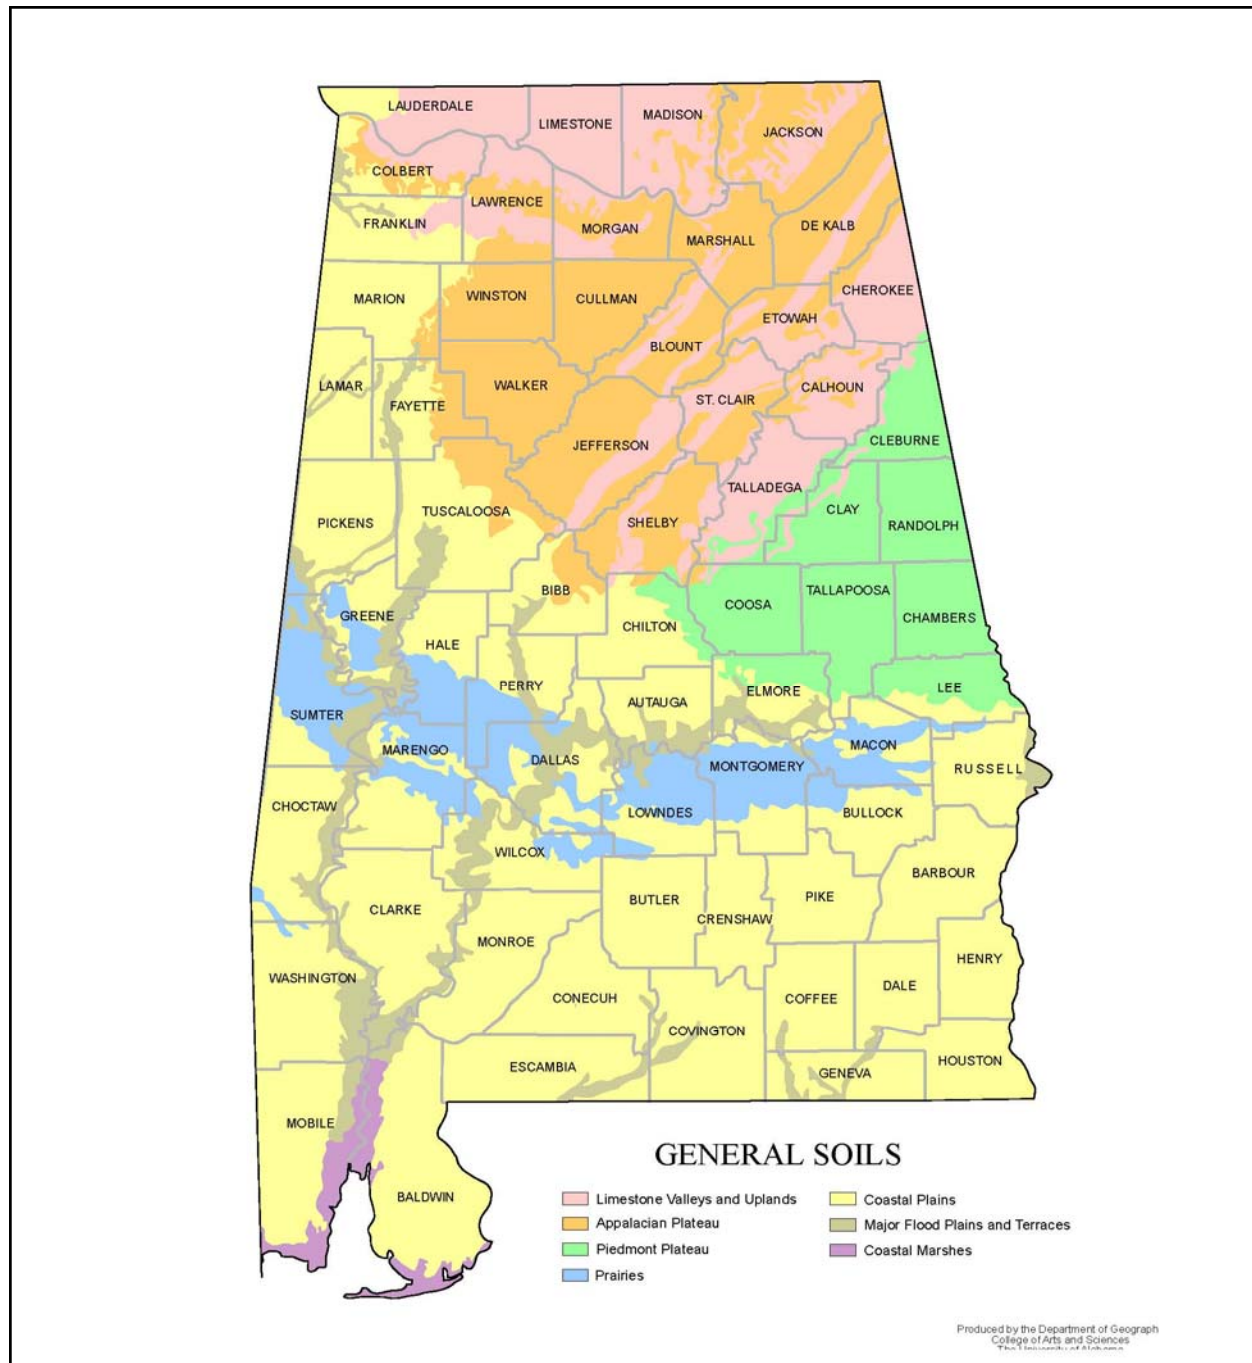 LAUDERDALE
LIMESTONE
MADISON
JACKSON
COLBERT
LAWRENCE
FRANKLIN
MORGAN
MARSHALL
DE KALB
MARION
WINSTON
CULLMAN
CHEROKEE
ETOWAH
BLOUNT
LAMAR
FAYETTE
WALKER
ST. CLAIR
CALHOUN
JEFFERSON
CLEBURNE
TALLADEGA
PICKENS
TUSCALOOSA
SHELBY
CLAY
RANDOLPH
GREENE
BIBB
HALE
CHILTON
COOSA
TALLAPOOSA
CHAMBERS
PERRY
AUTAUGA
ELMORE
LEE
SUMTER
MARENGO
DALLAS
MONTGOMERY
MACON
RUSSELL
CHOCTAW
LOWNDES
BULLOCK
WILCOX
BARBOUR
CLARKE
BUTLER
CRENSHAW
PIKE
MONROE
WASHINGTON
CONECUH
COFFEE
DALE
HENRY
COVINGTON
ESCAMBIA
GENEVA
HOUSTON
MOBILE
BALDWIN
GENERAL SOILS
Limestone Valleys and Uplands
Appalacian Plateau
Piedmont Plateau
Prairies
Coastal Plains
Major Flood Plains and Terraces
Coastal Marshes
Produced by the Department of Geograph
College of Arts and Sciences
The University of Alabama